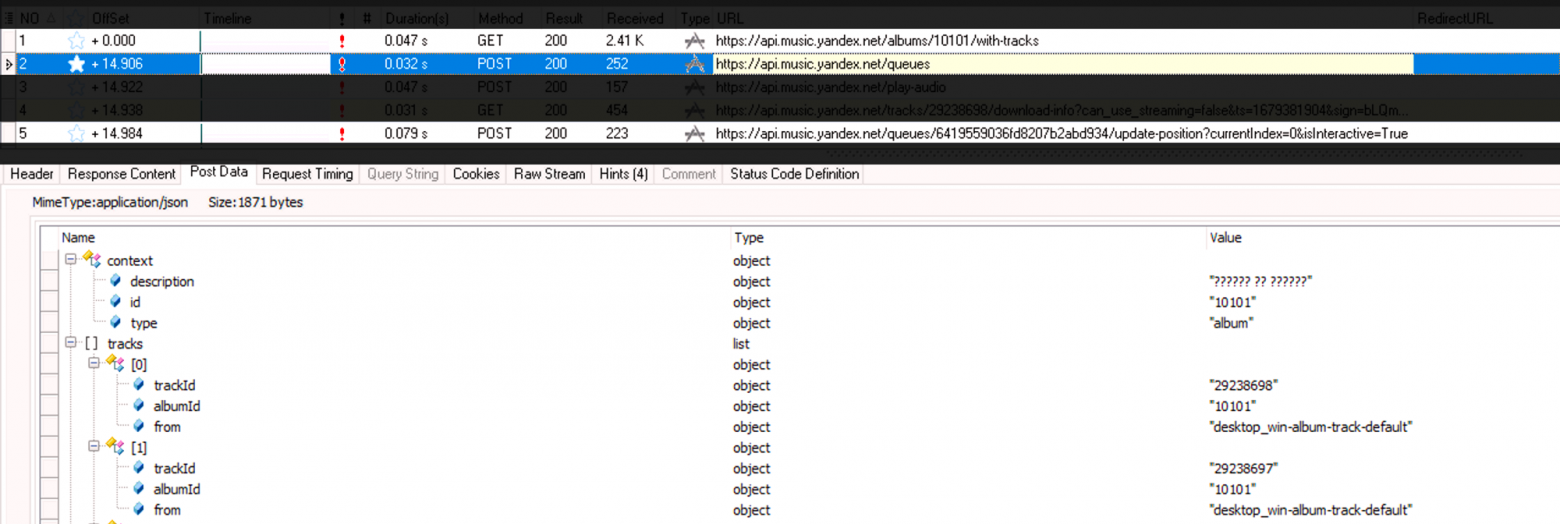 NO OffSet Timeline ! # Duration(s) Method Result Received Type URL RedirectURL
1 + 0.000 ! 0.047 s GET 200 2.41 K https://api.music.yandex.net/albums/10101/with-tracks
2 + 14.906 ! 0.032 s POST 200 252 https://api.music.yandex.net/queues
3 + 14.922 ! 0.047 s POST 200 157 https://api.music.yandex.net/play-audio
4 + 14.938 ! 0.031 s GET 200 454 https://api.music.yandex.net/tracks/29238698/download-info?can_use_streaming=false&ts=1679381904&sign=bLQm...
5 + 14.984 ! 0.079 s POST 200 223 https://api.music.yandex.net/queues/6419559036fd8207b2abd934/update-position?currentIndex=0&isInteractive=True
Header Response Content Post Data Request Timing Query String Cookies Raw Stream Hints (4) Comment Status Code Definition
MimeType:application/json Size:1871 bytes
Name Type Value
context object
description object "?????? ?? ??????"
id object "10101"
type object "album"
[ ] tracks list
[0] object
trackId object "29238698"
albumId object "10101"
from object "desktop_win-album-track-default"
[1] object
trackId object "29238697"
albumId object "10101"
from object "desktop_win-album-track-default"